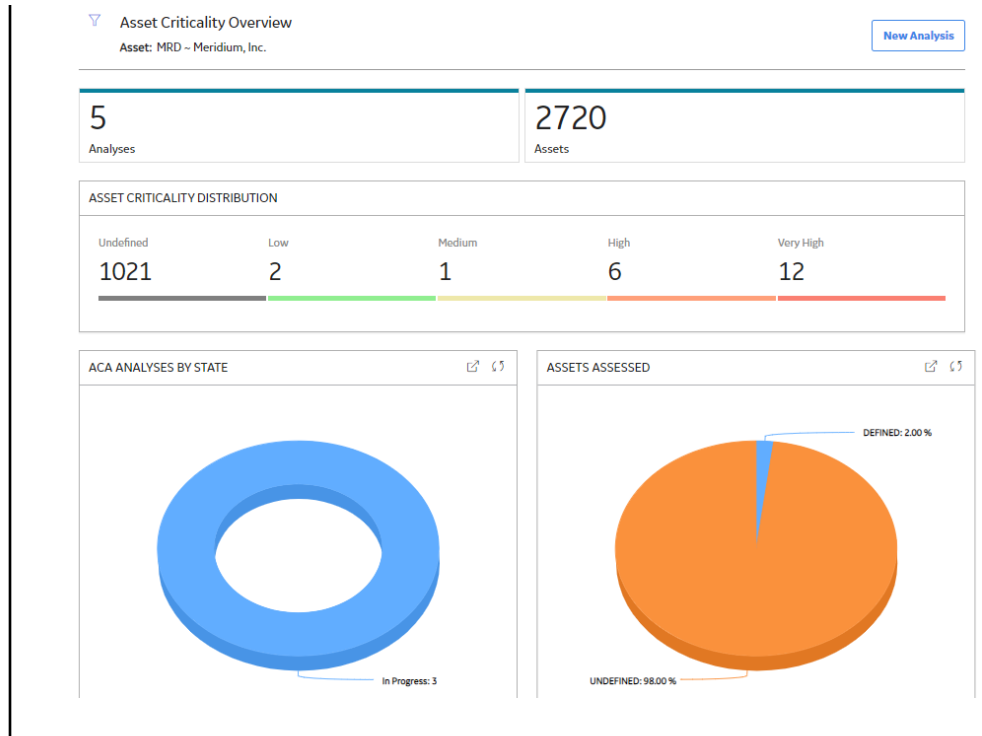 Asset Criticality Overview
Asset: MRD ~ Meridium, Inc.
New Analysis
5
Analyses
2720
Assets
ASSET CRITICALITY DISTRIBUTION
Undefined Low Medium High Very High
1021 2 1 6 12
ACA ANALYSES BY STATE
In Progress: 3
ASSETS ASSESSED
DEFINED: 2.00 %
UNDEFINED: 98.00 %